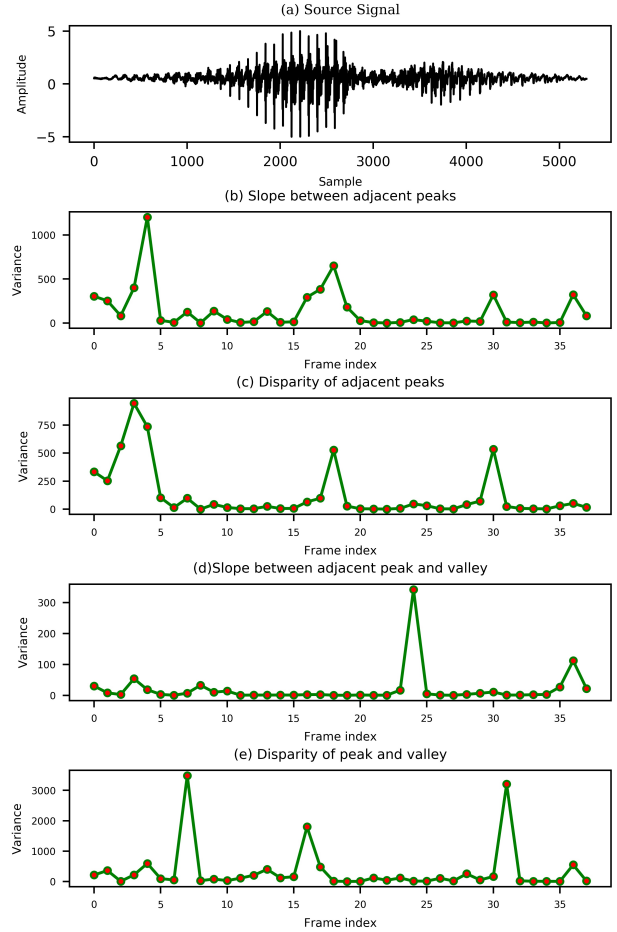 (a) Source Signal
5
0
−5
Amplitude
0 1000 2000 3000 4000 5000
Sample
(b) Slope between adjacent peaks
1000
500
0
Variance
0 5 10 15 20 25 30 35
Frame index
(c) Disparity of adjacent peaks
750
500
250
0
Variance
0 5 10 15 20 25 30 35
Frame index
(d)Slope between adjacent peak and valley
300
200
100
0
Variance
0 5 10 15 20 25 30 35
Frame index
(e) Disparity of peak and valley
3000
2000
1000
0
Variance
0 5 10 15 20 25 30 35
Frame index